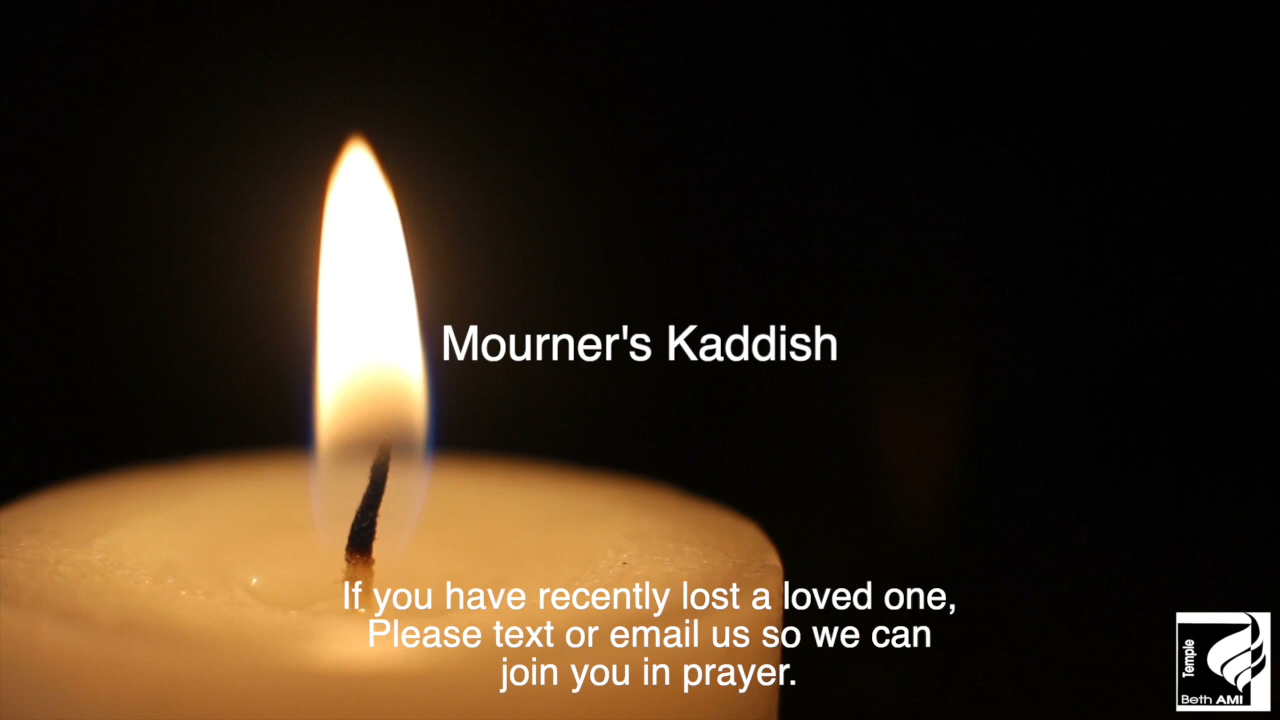 Mourner's Kaddish
If you have recently lost a loved one,
Please text or email us so we can
join you in prayer.
Temple
Beth AMI